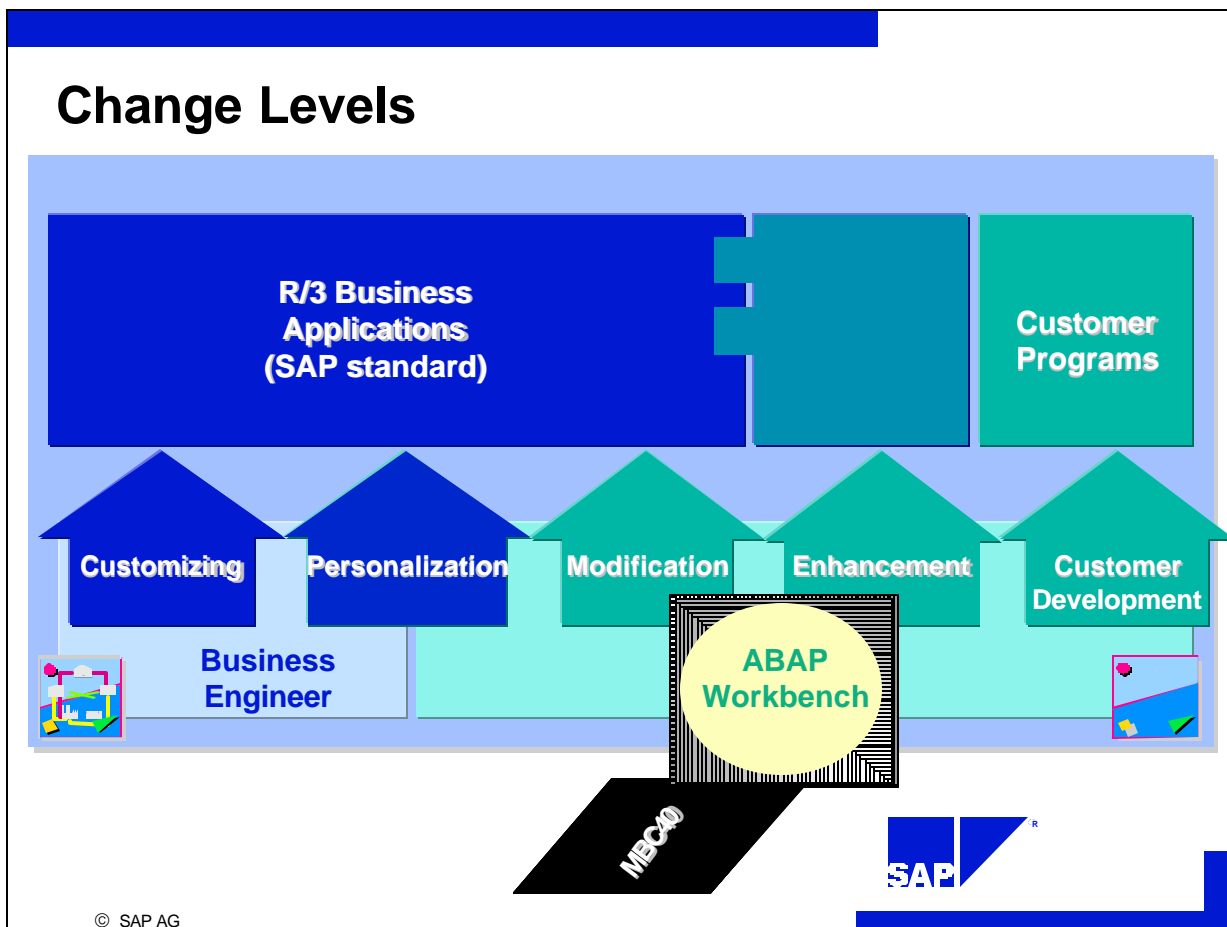 Change Levels
R/3 Business
Applications
(SAP standard)
Customer
Programs
Customizing
Personalization
Modification
Enhancement
Customer
Development
Business
Engineer
ABAP
Workbench
MBC40
SAP
R
© SAP AG